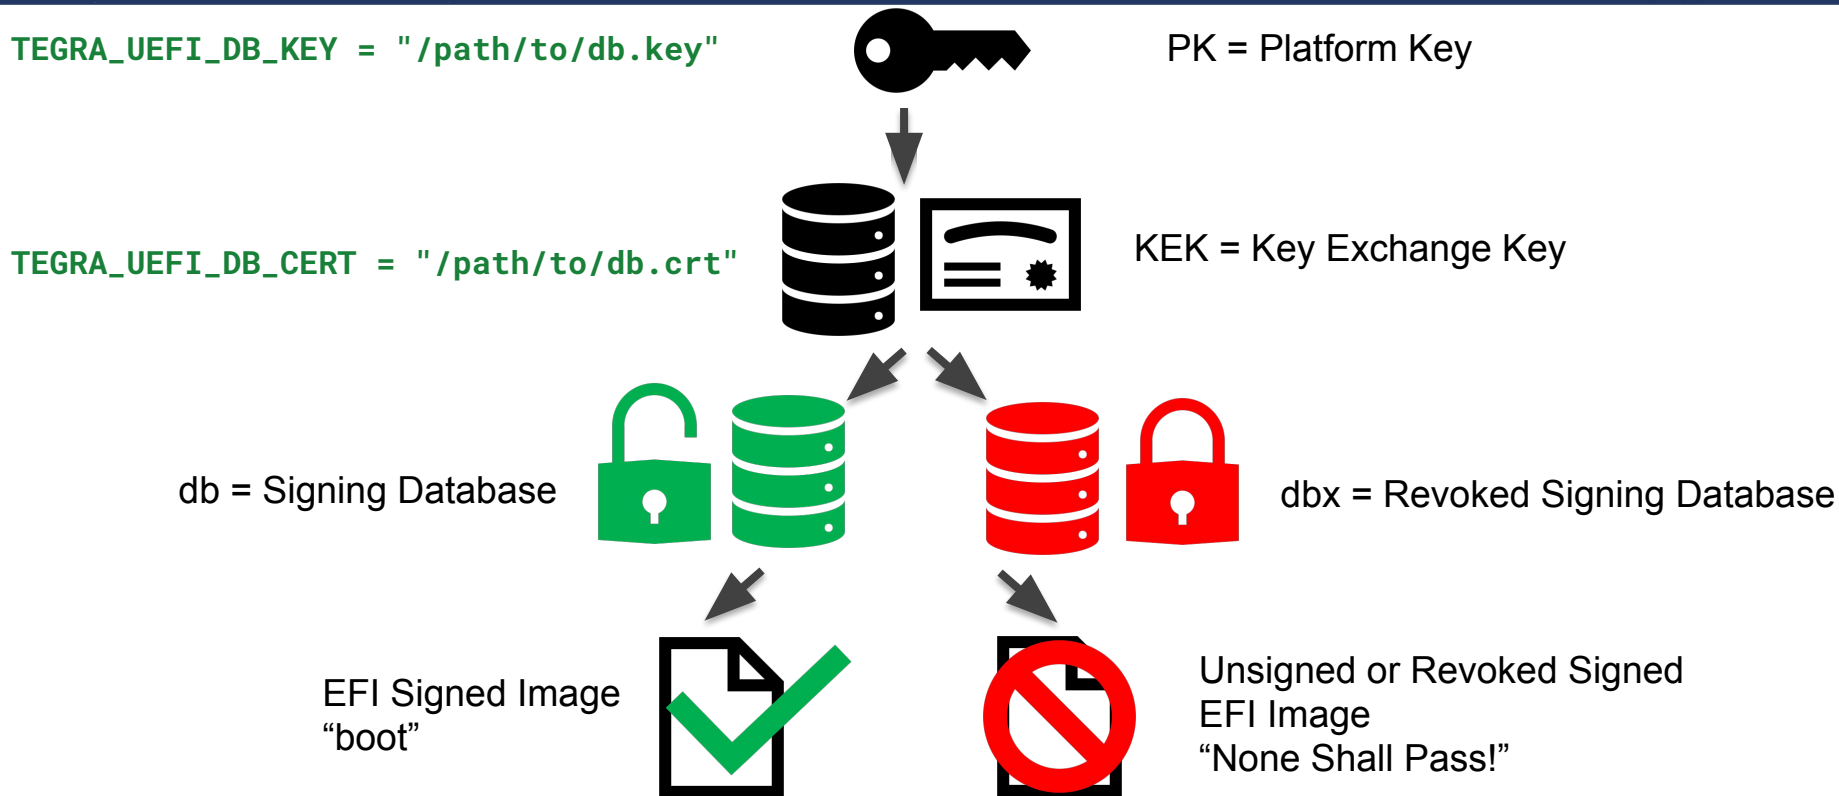 TEGRA_UEFI_DB_KEY = "/path/to/db.key"
PK = Platform Key
TEGRA_UEFI_DB_CERT = "/path/to/db.crt"
KEK = Key Exchange Key
db = Signing Database
dbx = Revoked Signing Database
EFI Signed Image
“boot”
Unsigned or Revoked Signed
EFI Image
“None Shall Pass!”